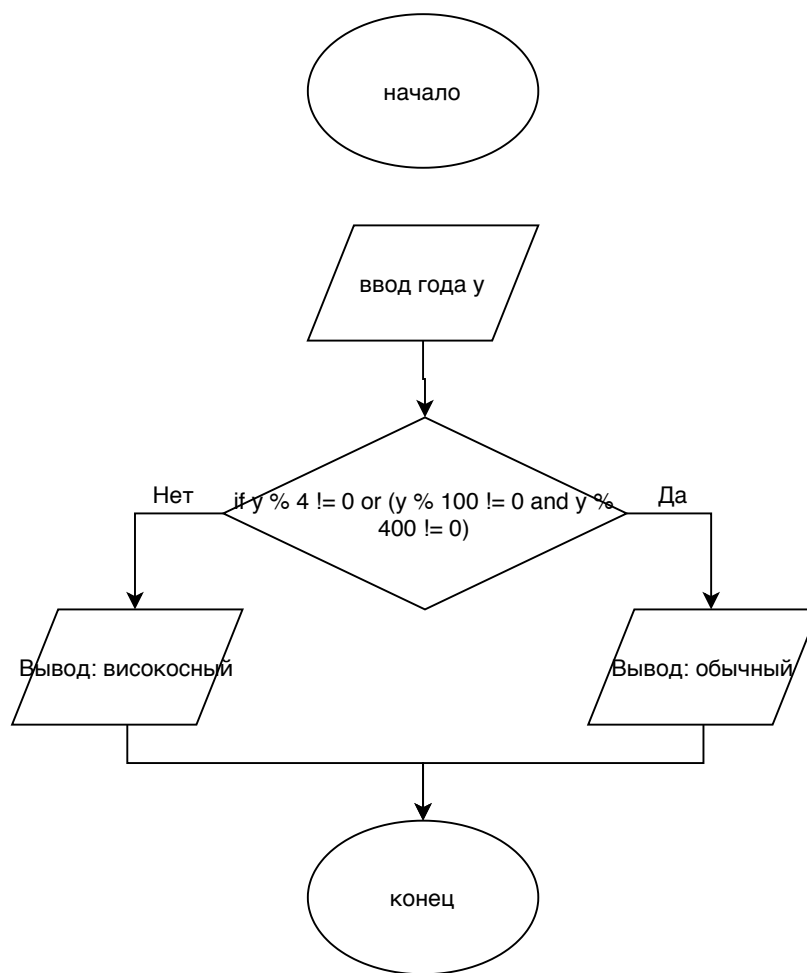 начало
ввод года y
Нет
if y % 4 != 0 or (y % 100 != 0 and y %
400 != 0)
Да
Вывод: високосный
Вывод: обычный
конец